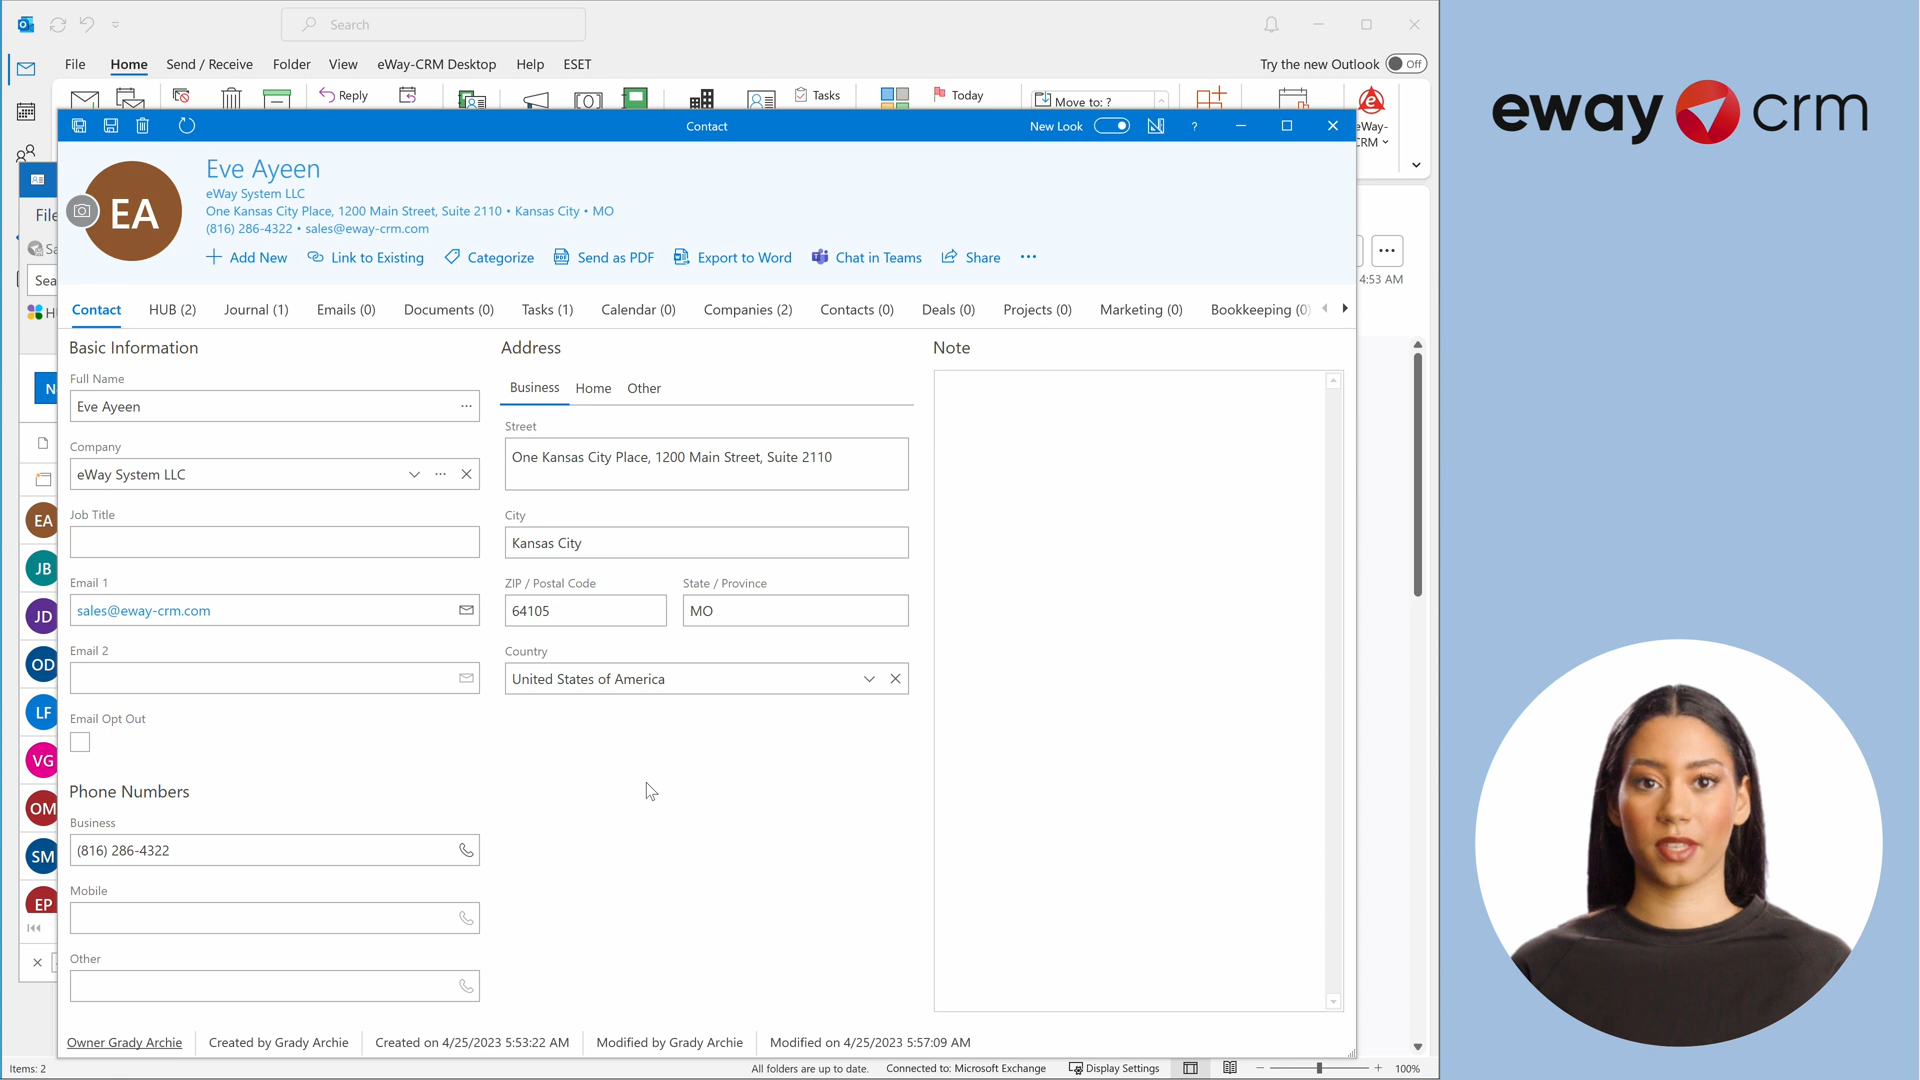 Search
File Home Send / Receive Folder View eWay-CRM Desktop Help ESET
Try the new Outlook Off
Reply Tasks Today Move to: ?
Contact
New Look ?
eWay-
CRM
Eve Ayeen
eWay System LLC
One Kansas City Place, 1200 Main Street, Suite 2110 • Kansas City • MO
(816) 286-4322 • sales@eway-crm.com
EA
Add New Link to Existing Categorize Send as PDF Export to Word Chat in Teams Share ...
File
Sa
Sea
H
4:53 AM
Contact HUB (2) Journal (1) Emails (0) Documents (0) Tasks (1) Calendar (0) Companies (2) Contacts (0) Deals (0) Projects (0) Marketing (0) Bookkeeping (0)
Basic Information
Full Name
Eve Ayeen
Company
eWay System LLC
Job Title
Email 1
sales@eway-crm.com
Email 2
Email Opt Out
Phone Numbers
Business
(816) 286-4322
Mobile
Other
Address
Business Home Other
Street
One Kansas City Place, 1200 Main Street, Suite 2110
City
Kansas City
ZIP / Postal Code State / Province
64105 MO
Country
United States of America
Note
N
EA
JB
JD
OD
LF
VG
OM
SM
EP
Owner Grady Archie Created by Grady Archie Created on 4/25/2023 5:53:22 AM Modified by Grady Archie Modified on 4/25/2023 5:57:09 AM
Items: 2 All folders are up to date. Connected to: Microsoft Exchange Display Settings 100%
eway crm